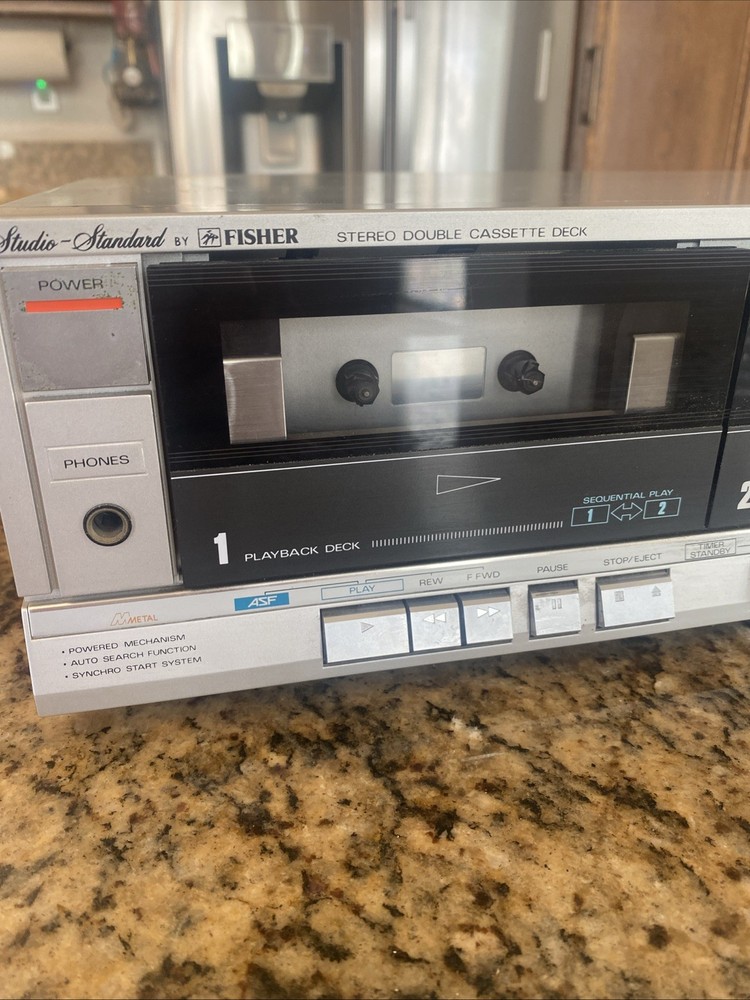 Studio-Standard BY FISHER STEREO DOUBLE CASSETTE DECK
POWER
PHONES
SEQUENTIAL PLAY
1 2
1 PLAYBACK DECK
2
METAL
ASF
PLAY REW F FWD PAUSE STOP/EJECT
TIMER
STANDBY
• POWERED MECHANISM
• AUTO SEARCH FUNCTION
• SYNCHRO START SYSTEM